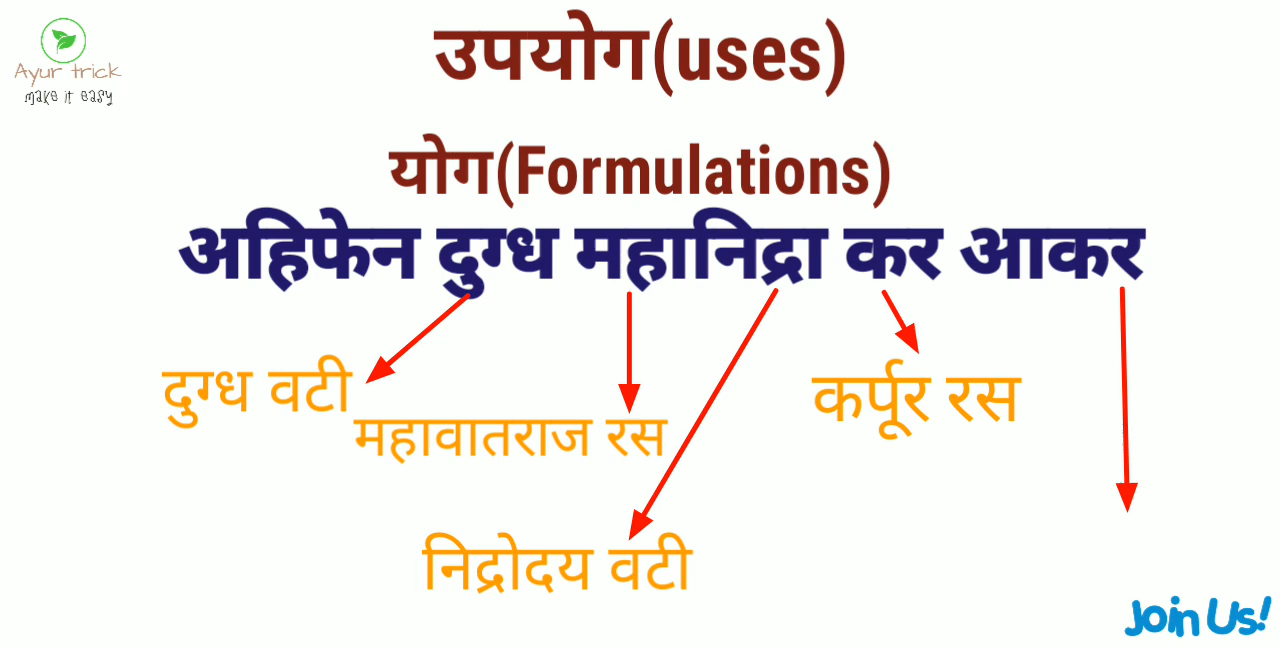 Ayur trick
make it easy
उपयोग(uses)
योग(Formulations)
अहिफेन दुग्ध महानिद्रा कर आकर
दुग्ध वटी
महावातराज रस
कर्पूर रस
निद्रोदय वटी
Join Us!